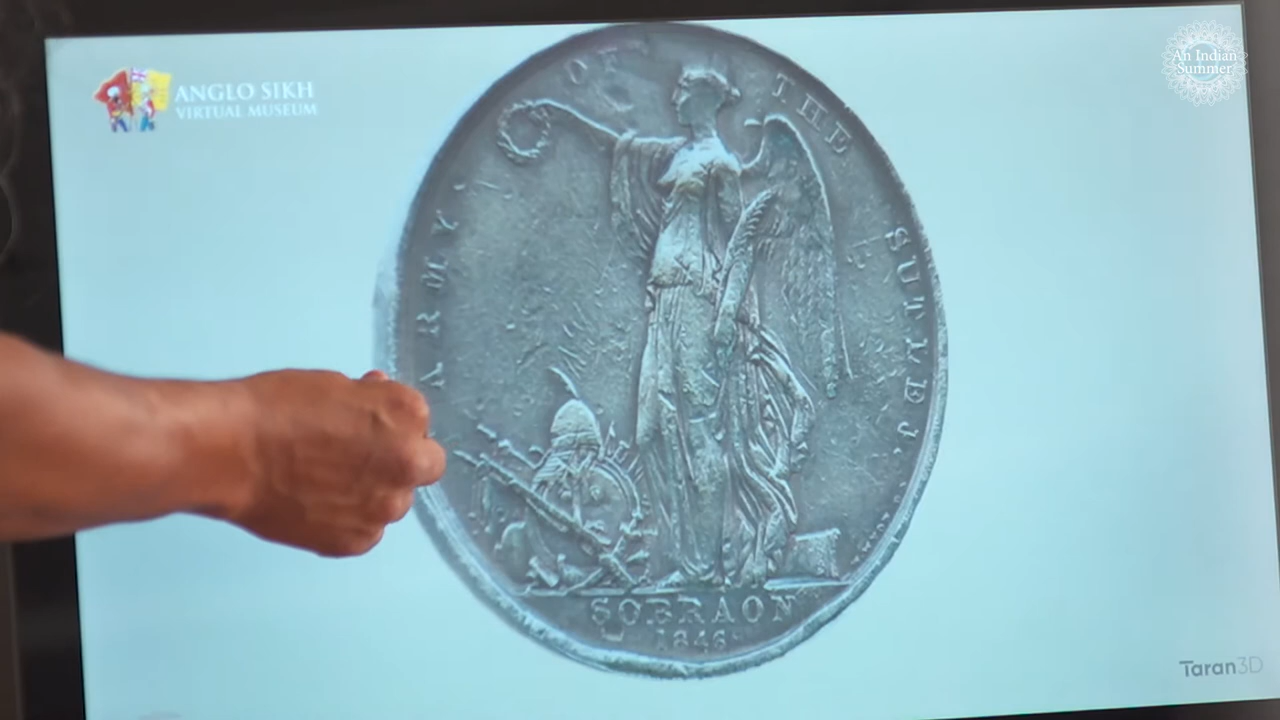 ANGLO SIKH
VIRTUAL MUSEUM
An Indian
Summer
ARMY OF THE SUTLEJ
SOBRAON
1846
Taran3D